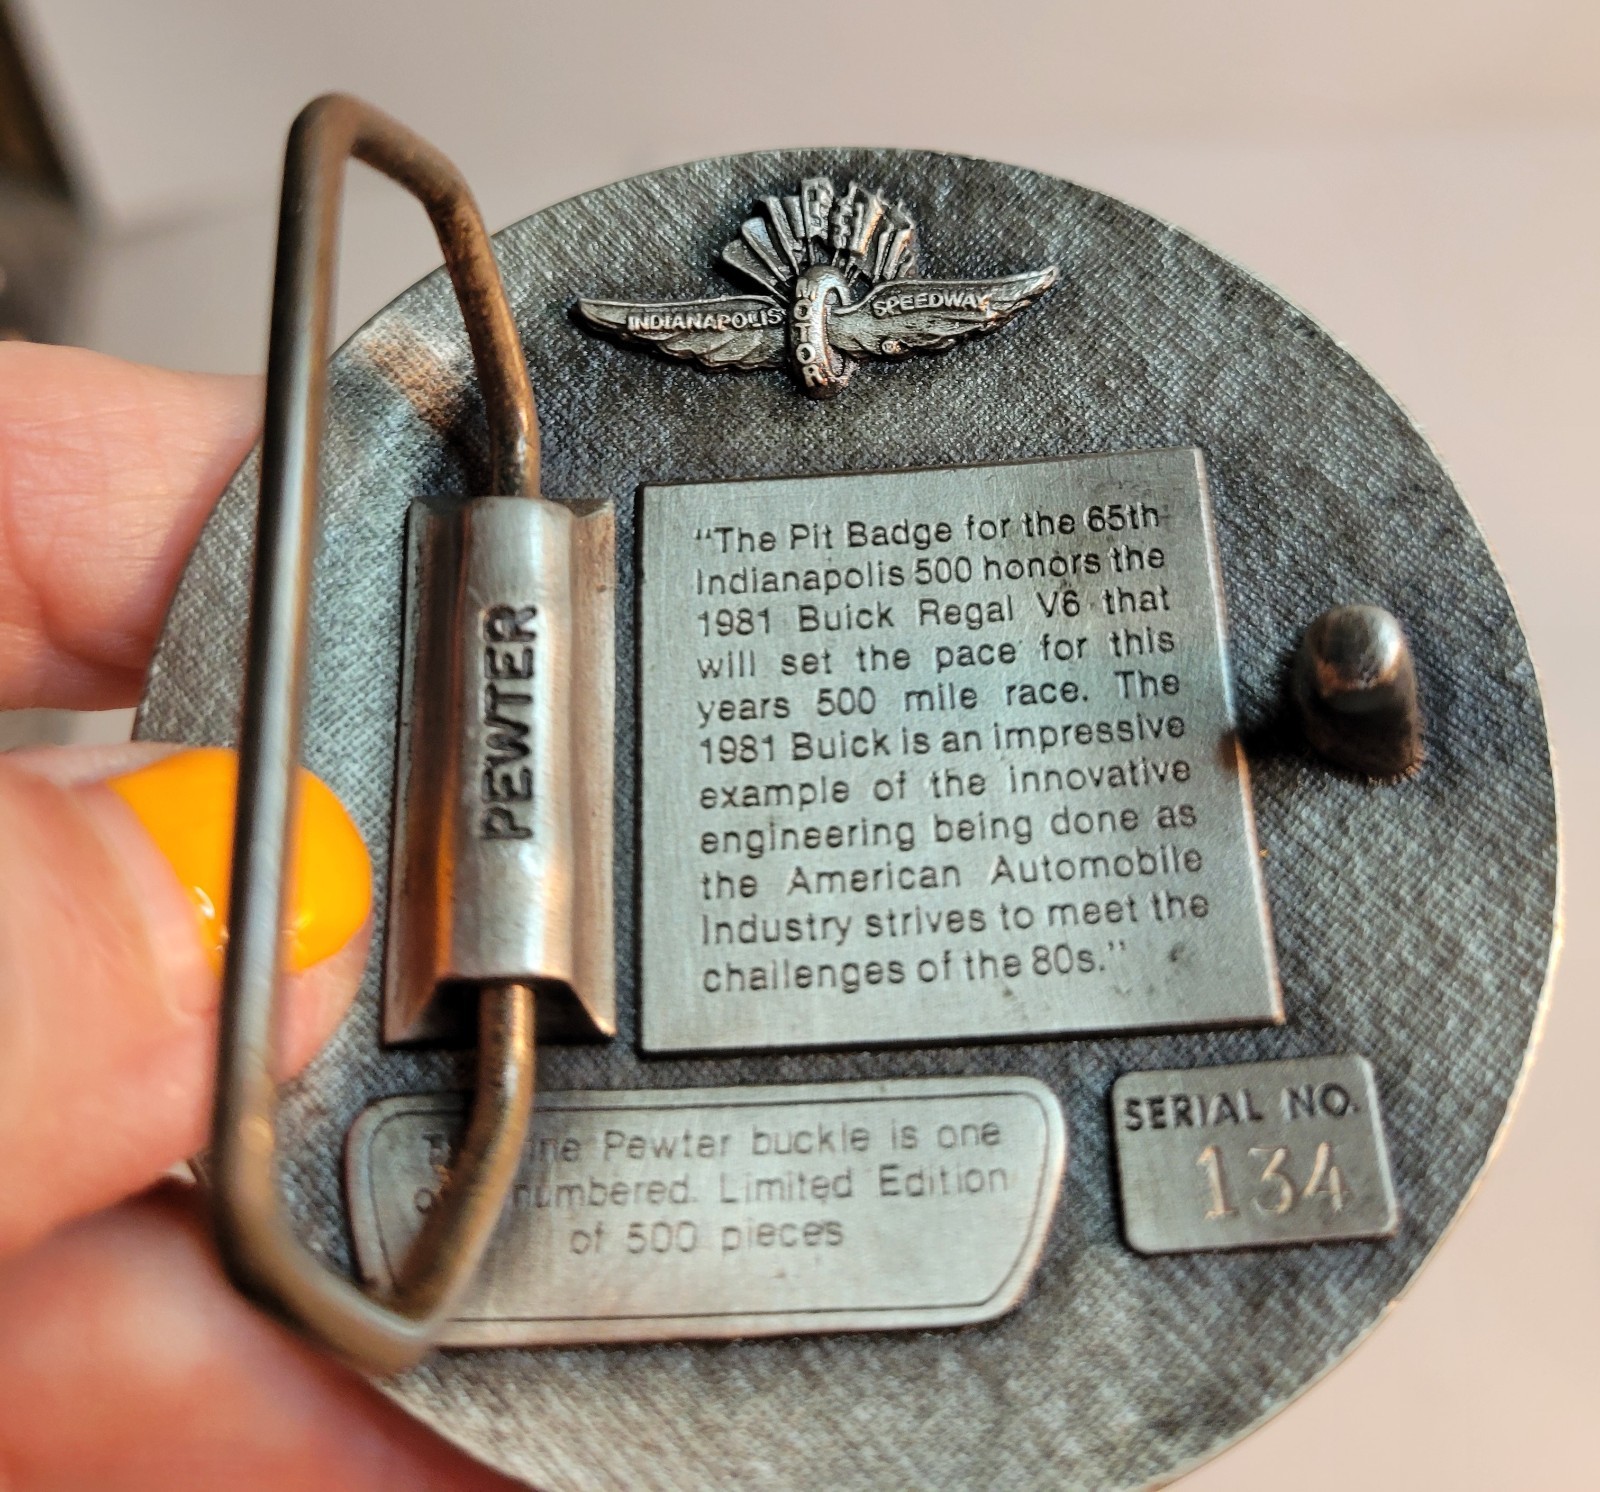 INDIANAPOLIS MOTOR SPEEDWAY
®
PEWTER
“The Pit Badge for the 65th
Indianapolis 500 honors the
1981 Buick Regal V6 that
will set the pace for this
years 500 mile race. The
1981 Buick is an impressive
example of the innovative
engineering being done as
the American Automobile
Industry strives to meet the
challenges of the 80s.”
Pewter buckle is one
numbered. Limited Edition
of 500 pieces
SERIAL NO.
134